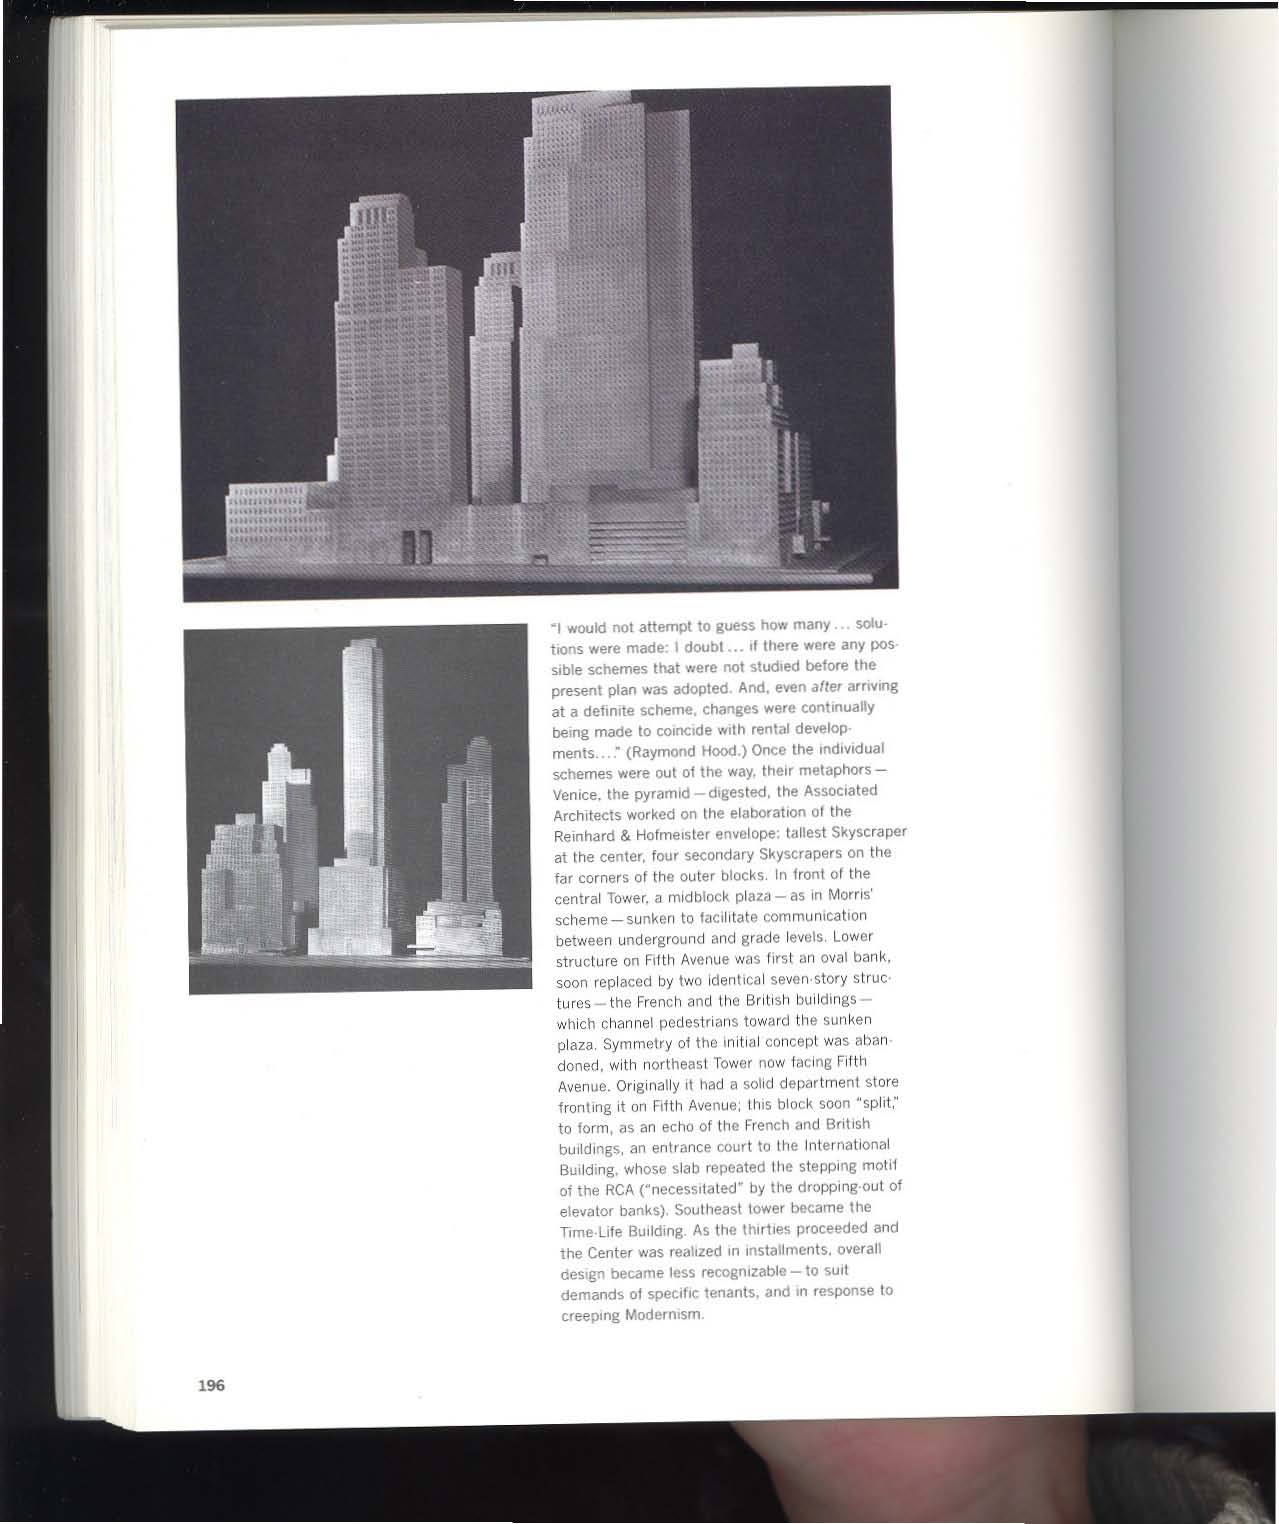 "I would not attempt to guess how many... solu-
tions were made: I doubt... if there were any pos-
sible schemes that were not studied before the
present plan was adopted. And, even after arriving
at a definite scheme, changes were continually
being made to coincide with rental develop-
ments...." (Raymond Hood.) Once the individual
schemes were out of the way, their metaphors —
Venice, the pyramid — digested, the Associated
Architects worked on the elaboration of the
Reinhard & Hofmeister envelope: tallest Skyscraper
at the center, four secondary Skyscrapers on the
far corners of the outer blocks. In front of the
central Tower, a midblock plaza — as in Morris'
scheme — sunken to facilitate communication
between underground and grade levels. Lower
structure on Fifth Avenue was first an oval bank,
soon replaced by two identical seven-story struc-
tures — the French and the British buildings —
which channel pedestrians toward the sunken
plaza. Symmetry of the initial concept was aban-
doned, with northeast Tower now facing Fifth
Avenue. Originally it had a solid department store
fronting it on Fifth Avenue; this block soon "split,"
to form, as an echo of the French and British
buildings, an entrance court to the International
Building, whose slab repeated the stepping motif
of the RCA ("necessitated" by the dropping-out of
elevator banks). Southeast tower became the
Time-Life Building. As the thirties proceeded and
the Center was realized in installments, overall
design became less recognizable — to suit
demands of specific tenants, and in response to
creeping Modernism.
196